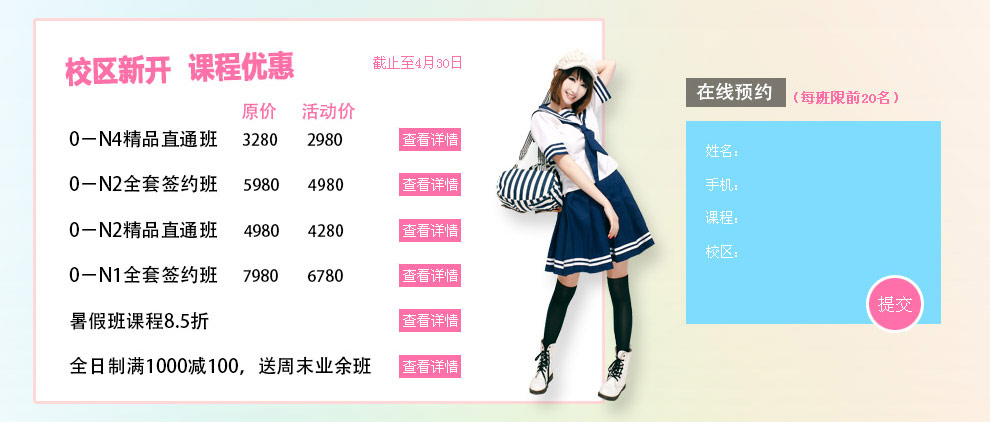 校区新开 课程优惠
截止至4月30日
原价 活动价
0－N4精品直通班 3280 2980 查看详情
0－N2全套签约班 5980 4980 查看详情
0－N2精品直通班 4980 4280 查看详情
0－N1全套签约班 7980 6780 查看详情
暑假班课程8.5折 查看详情
全日制满1000减100，送周末业余班 查看详情
在线预约（每班限前20名）
姓名：
手机：
课程：
校区：
提交